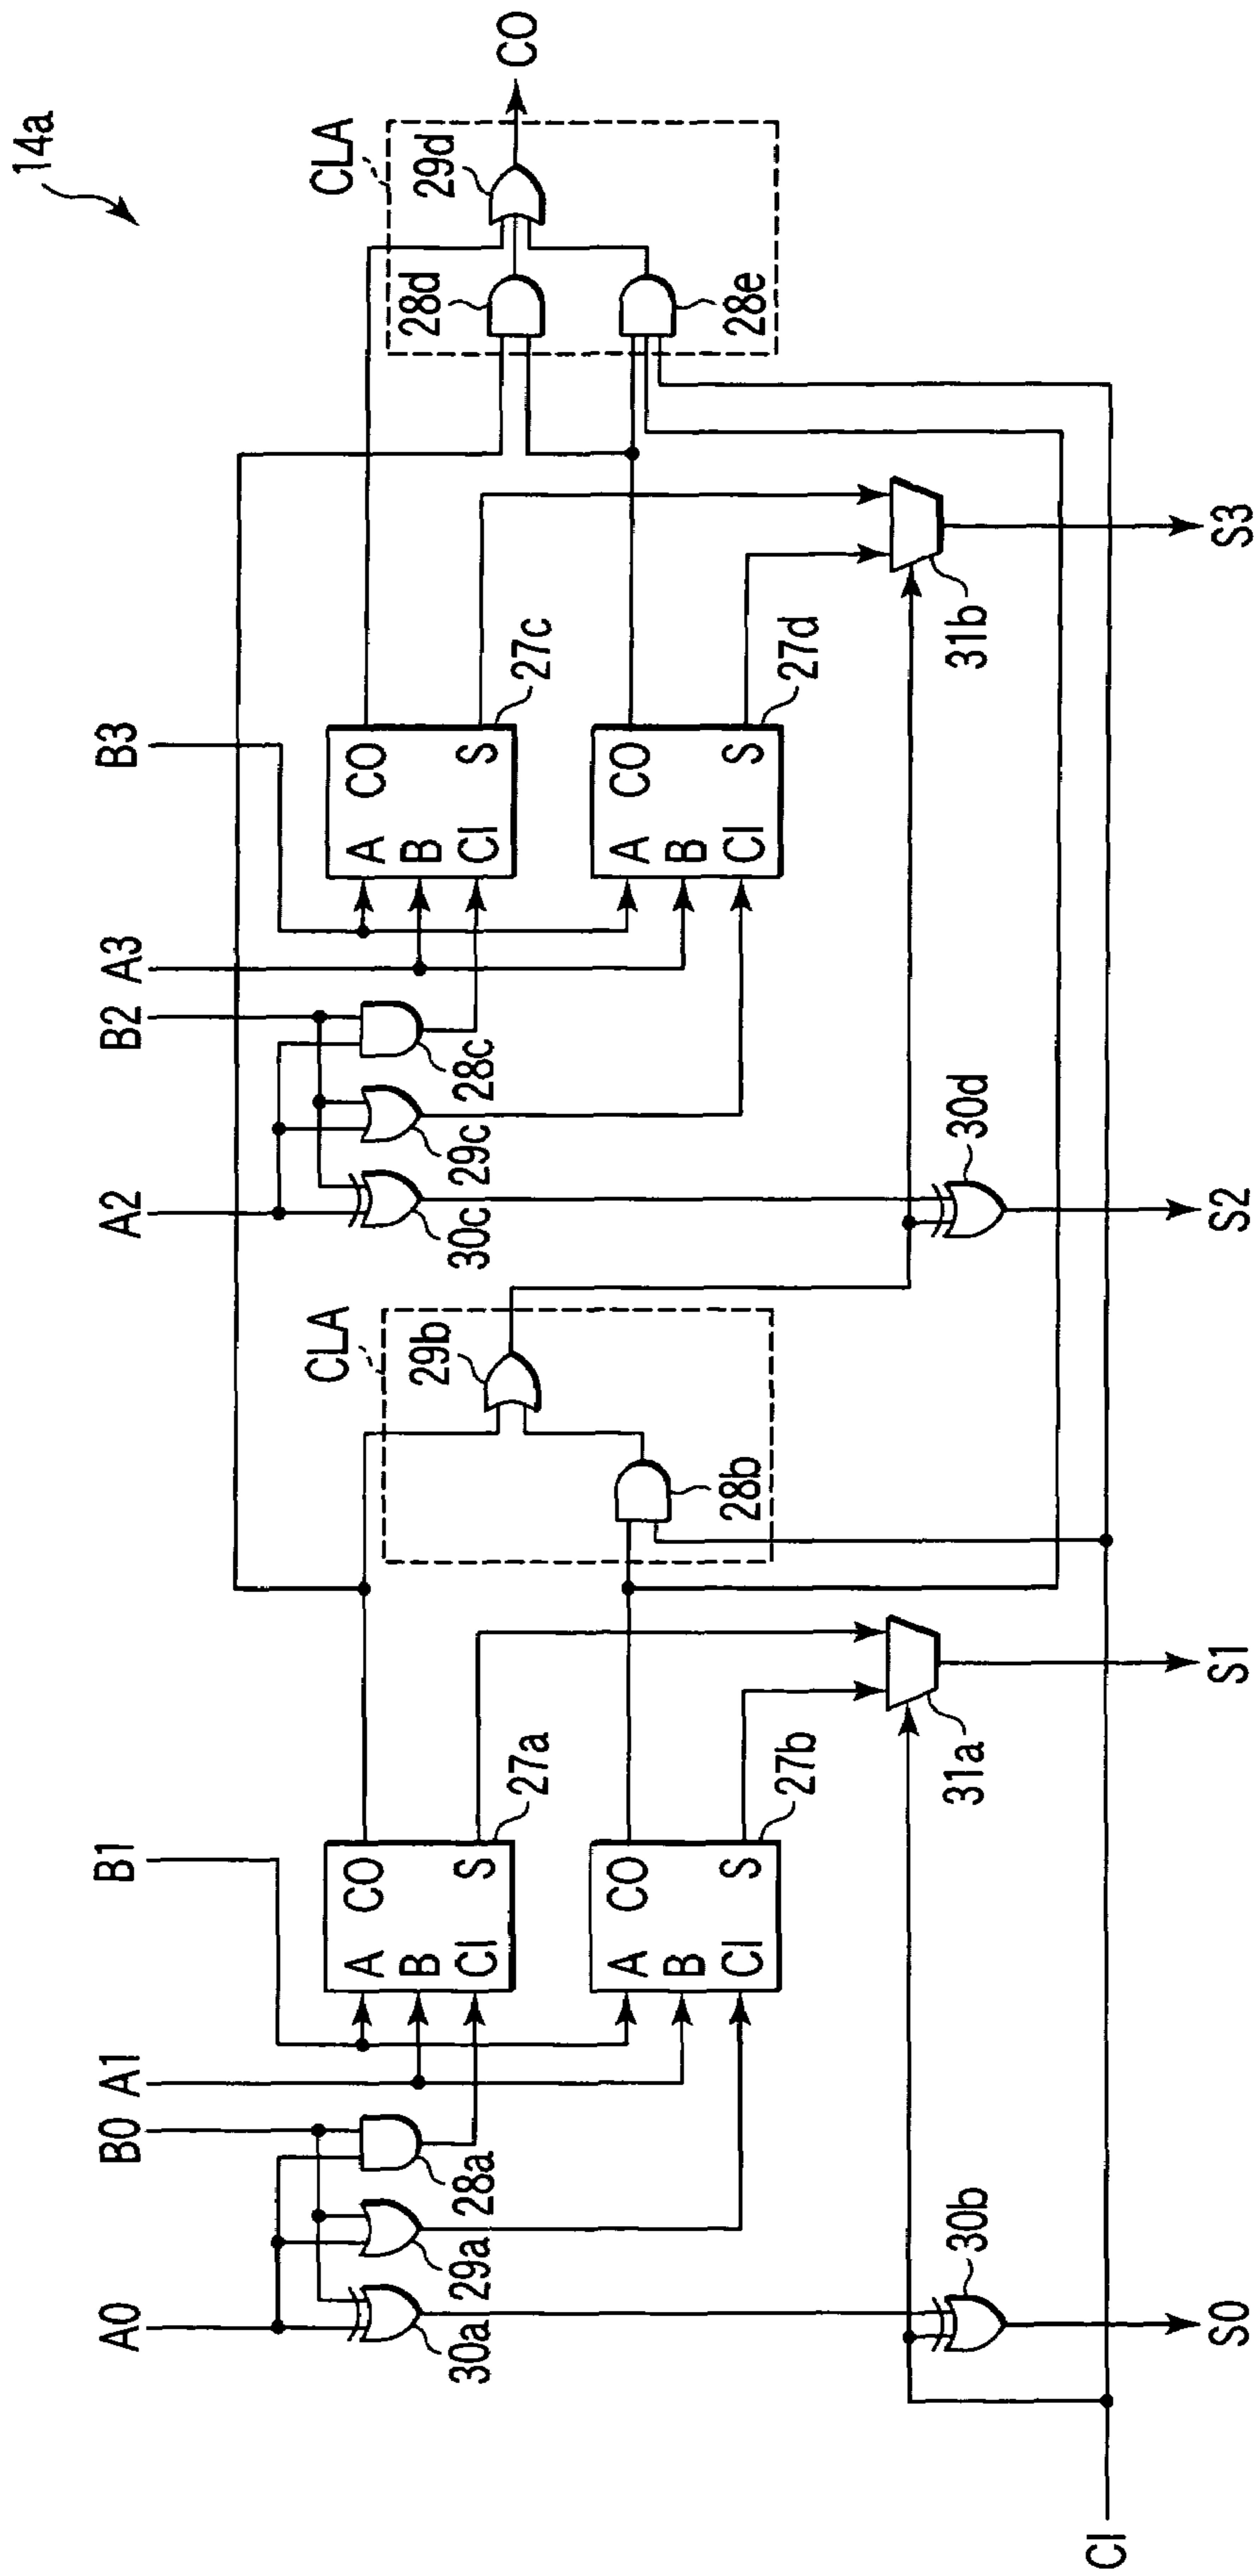 14a
A0
B0
A1
B1
A2
B2
A3
B3
CLA
CLA
CO
A
B
CI
CO
S
27a
A
B
CI
CO
S
27b
A
B
CI
CO
S
27c
A
B
CI
CO
S
27d
30a
29a
28a
29b
28b
30c
29c
28c
29d
28d
28e
30b
31a
30d
31b
CI
S0
S1
S2
S3